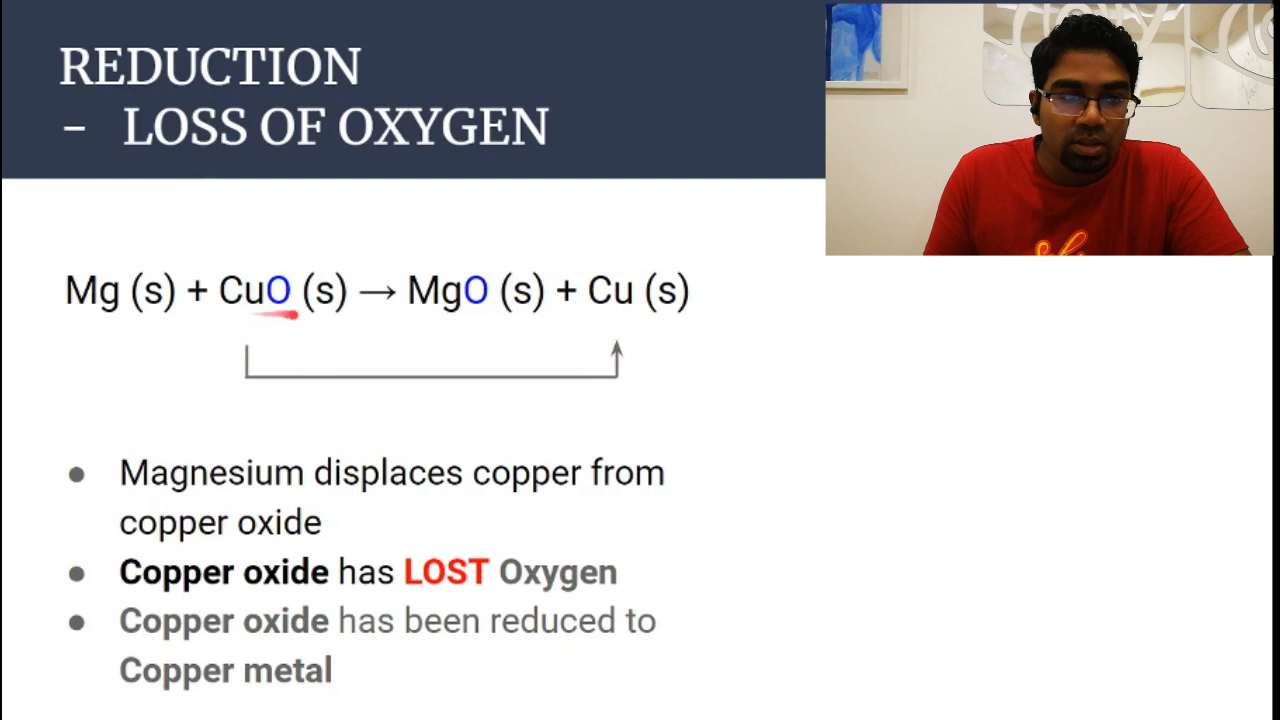 REDUCTION
- LOSS OF OXYGEN
Mg (s) + CuO (s) → MgO (s) + Cu (s)
● Magnesium displaces copper from
copper oxide
● Copper oxide has LOST Oxygen
● Copper oxide has been reduced to
Copper metal